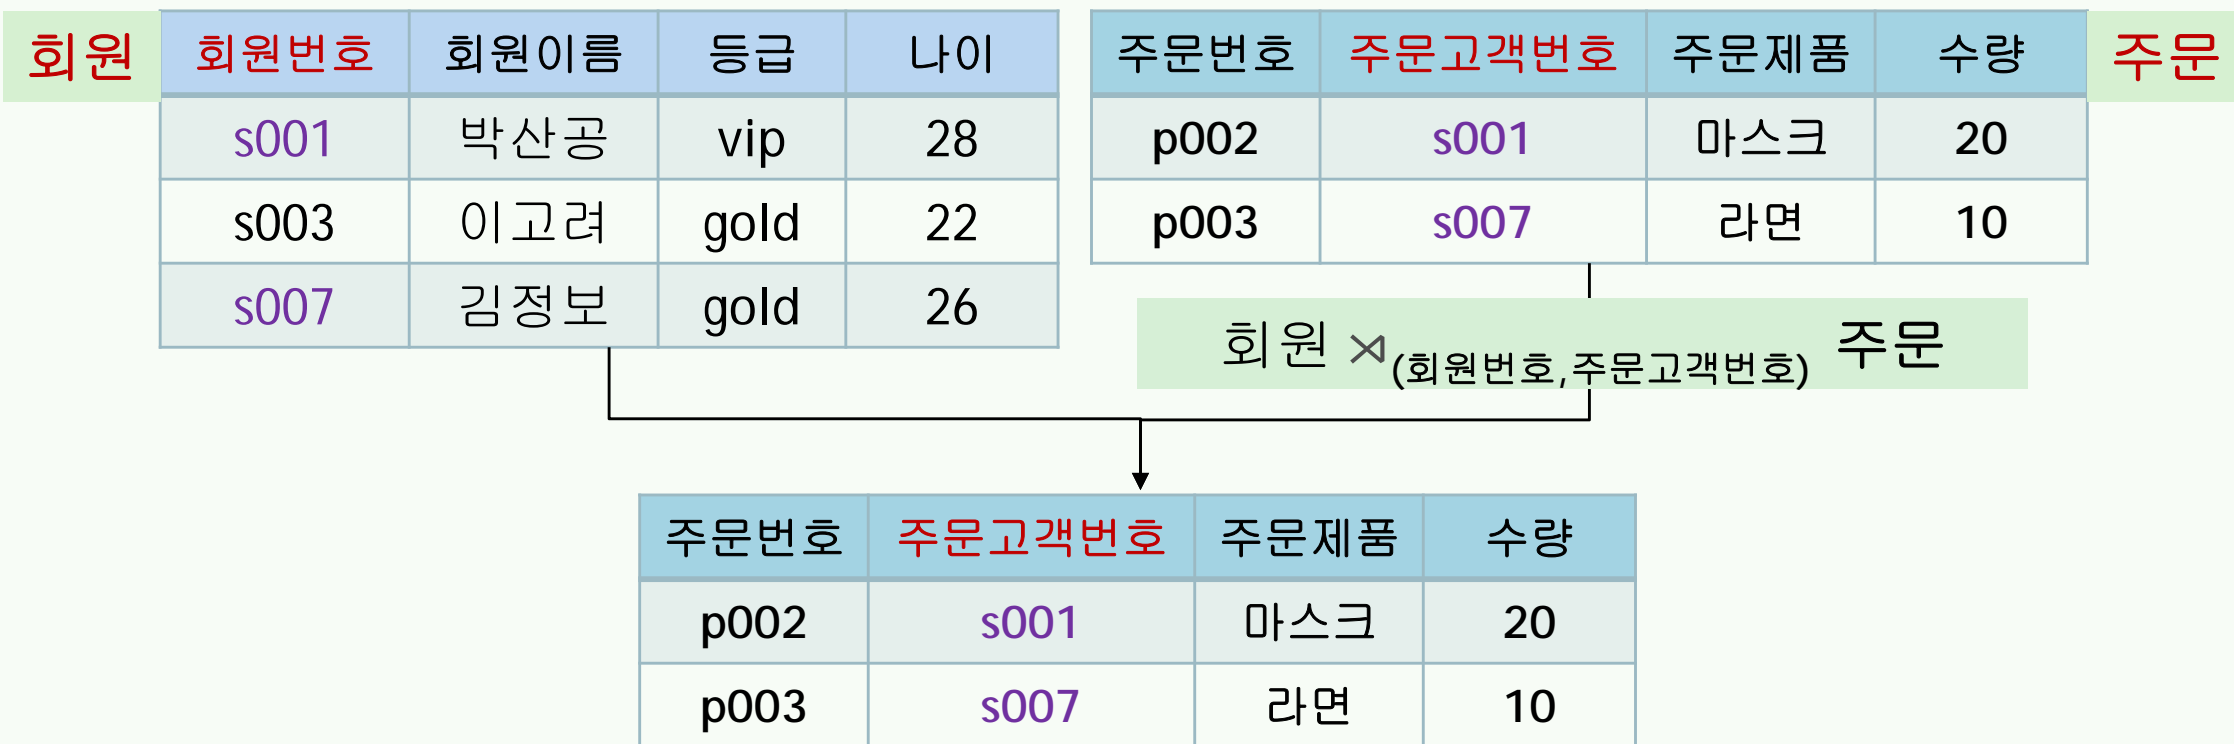 회원 회원번호 회원이름 등급 나이 주문번호 주문고객번호 주문제품 수량 주문
s001 박산공 vip 28 p002 s001 마스크 20
s003 이고려 gold 22 p003 s007 라면 10
s007 김정보 gold 26
회원 ⋊(회원번호,주문고객번호) 주문
주문번호 주문고객번호 주문제품 수량
p002 s001 마스크 20
p003 s007 라면 10